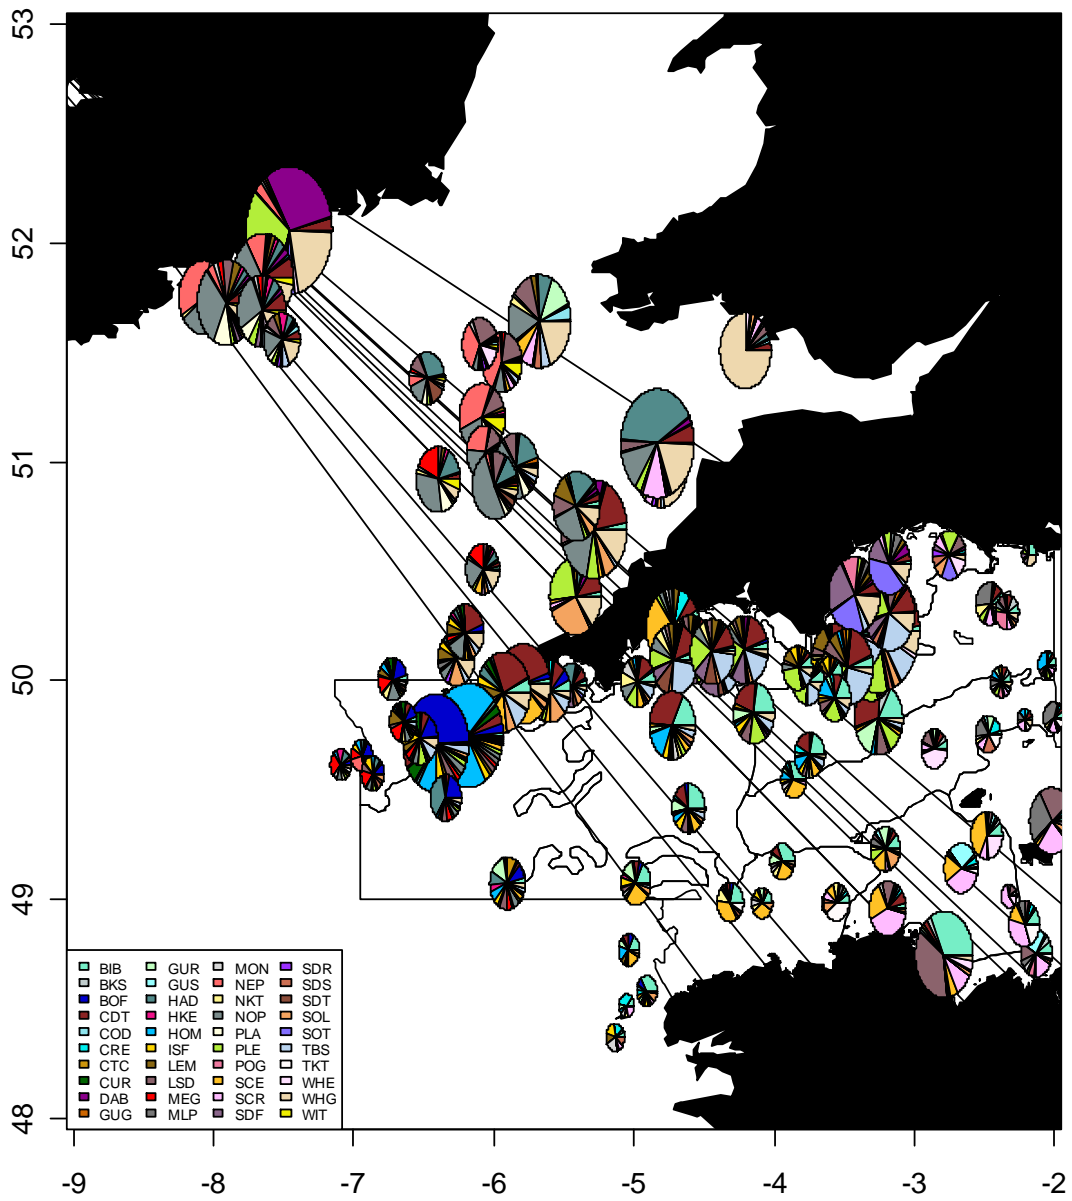 53
52
51
50
49
48
BIB GUR MON SDR
BKS GUS NEP SDS
BOF HAD NKT SDT
CDT HKE NOP SOL
COD HOM PLA SOT
CRE ISF PLE TBS
CTC LEM POG TKT
CUR LSD SCE WHE
DAB MEG SCR WHG
GUG MLP SDF WIT
-9 -8 -7 -6 -5 -4 -3 -2